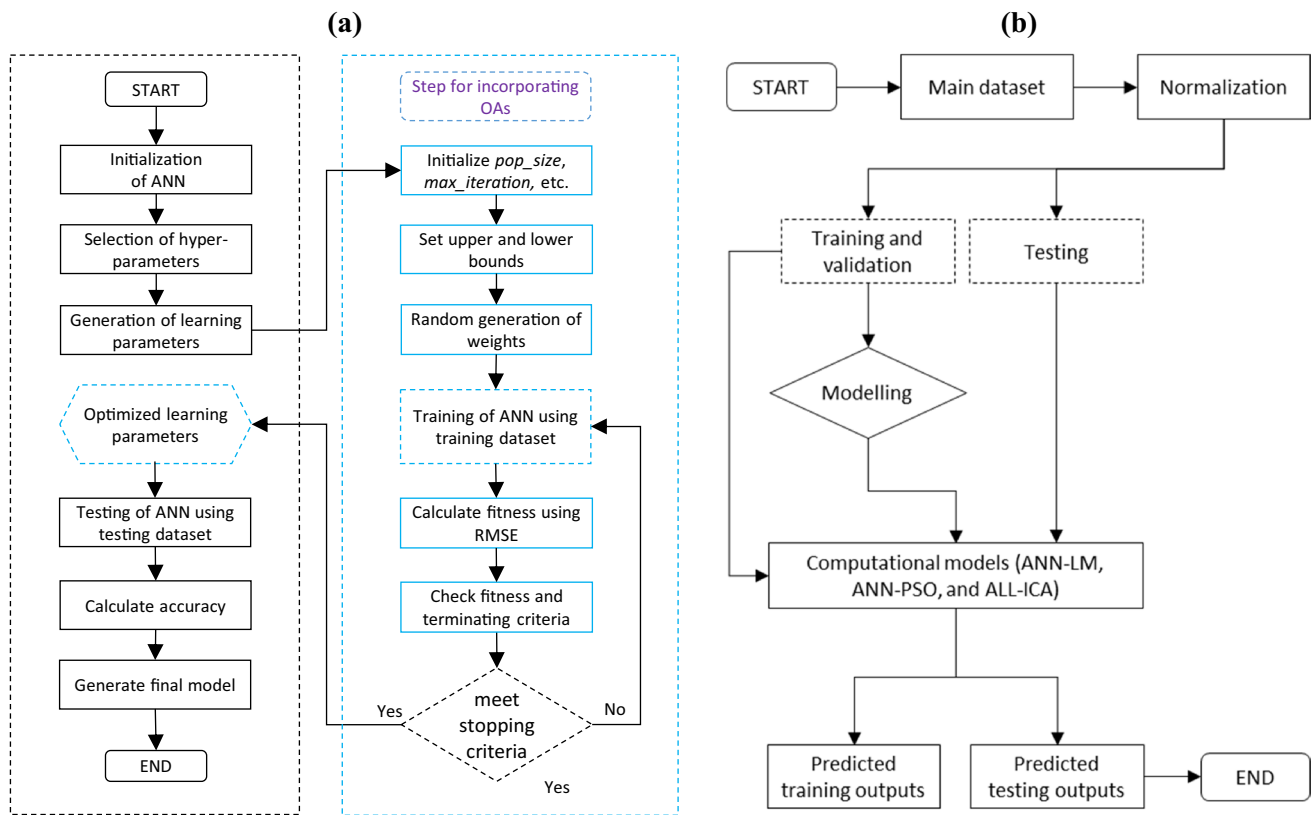 (a)
START
Initialization
of ANN
Selection of hyper-
parameters
Generation of learning
parameters
Optimized learning
parameters
Testing of ANN using
testing dataset
Calculate accuracy
Generate final model
END
Step for incorporating
OAs
Initialize pop_size,
max_iteration, etc.
Set upper and lower
bounds
Random generation of
weights
Training of ANN using
training dataset
Calculate fitness using
RMSE
Check fitness and
terminating criteria
meet
stopping
criteria
Yes
No
Yes
(b)
START
Main dataset
Normalization
Training and
validation
Testing
Modelling
Computational models (ANN-LM,
ANN-PSO, and ALL-ICA)
Predicted
training outputs
Predicted
testing outputs
END